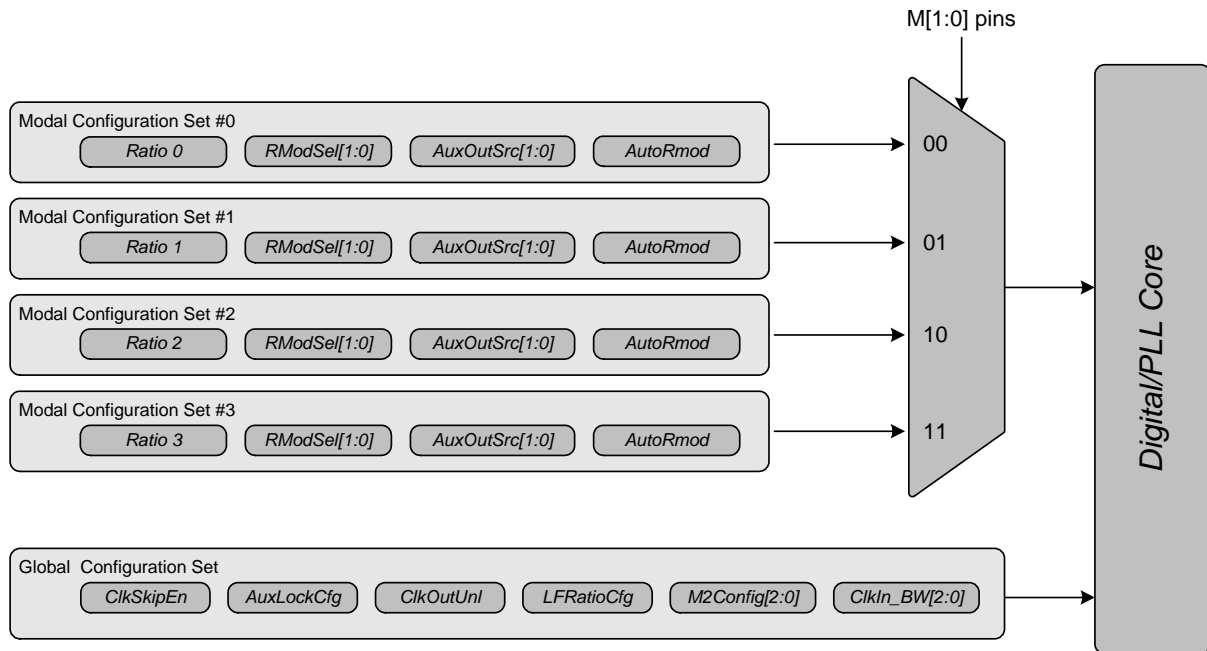 M[1:0] pins
Modal Configuration Set #0
Ratio 0 RModSel[1:0] AuxOutSrc[1:0] AutoRmod
00
Modal Configuration Set #1
Ratio 1 RModSel[1:0] AuxOutSrc[1:0] AutoRmod
01
Modal Configuration Set #2
Ratio 2 RModSel[1:0] AuxOutSrc[1:0] AutoRmod
10
Modal Configuration Set #3
Ratio 3 RModSel[1:0] AuxOutSrc[1:0] AutoRmod
11
Digital/PLL Core
Global Configuration Set
ClkSkipEn AuxLockCfg ClkOutUnl LFRatioCfg M2Config[2:0] ClkIn_BW[2:0]